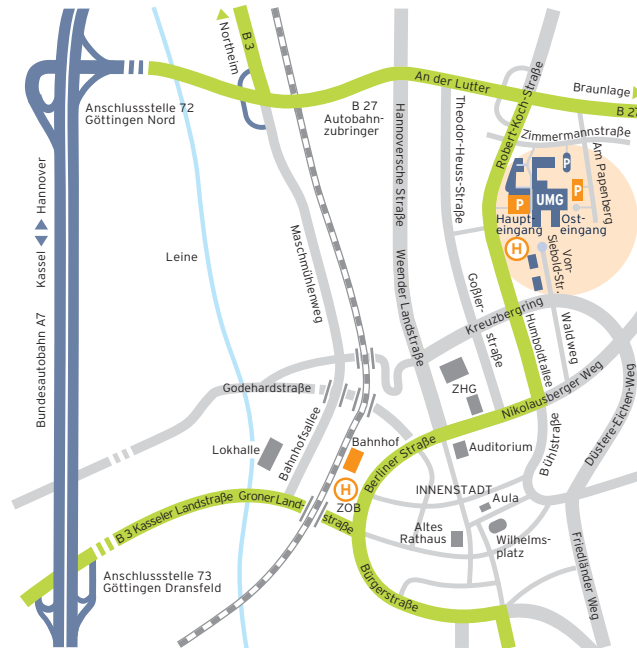 Northeim
B 3
An der Lutter
Braunlage
B 27
Anschlussstelle 72
Göttingen Nord
B 27
Autobahn-
zubringer
Hannoversche Straße
Theodor-Heuss-Straße
Robert-Koch-Straße
Zimmermannstraße
Am Papenberg
P
UMG
P
P
Haupt-
eingang
Ost-
eingang
H
Von-
Siebold-Str.
Kassel
Hannover
Bundesautobahn A7
Leine
Maschmühlenweg
Weender Landstraße
Goßler-
straße
Kreuzbergring
Humboldtallee
Waldweg
Godehardstraße
ZHG
Nikolausberger Weg
Düstere-Eichen-Weg
Lokhalle
Bahnhofsallee
Bahnhof
Berliner Straße
Auditorium
Bühlstraße
H
ZOB
INNENSTADT
Aula
B 3 Kasseler Landstraße
Groner Land-
straße
Altes
Rathaus
Wilhelms-
platz
Anschlussstelle 73
Göttingen Dransfeld
Bürgerstraße
Friedländer Weg